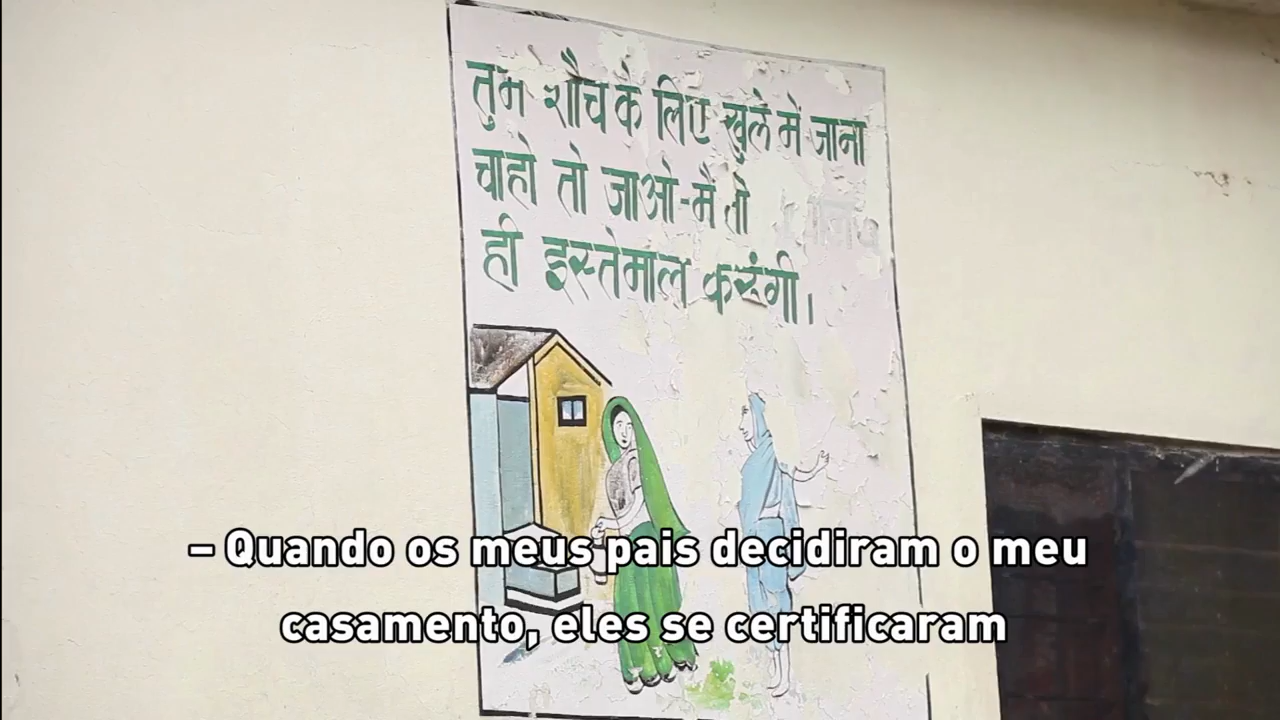 तुम शौच के लिए खुले में जाना
चाहो तो जाओ-मैं तो
ही इस्तेमाल करूंगी।
– Quando os meus pais decidiram o meu
casamento, eles se certificaram